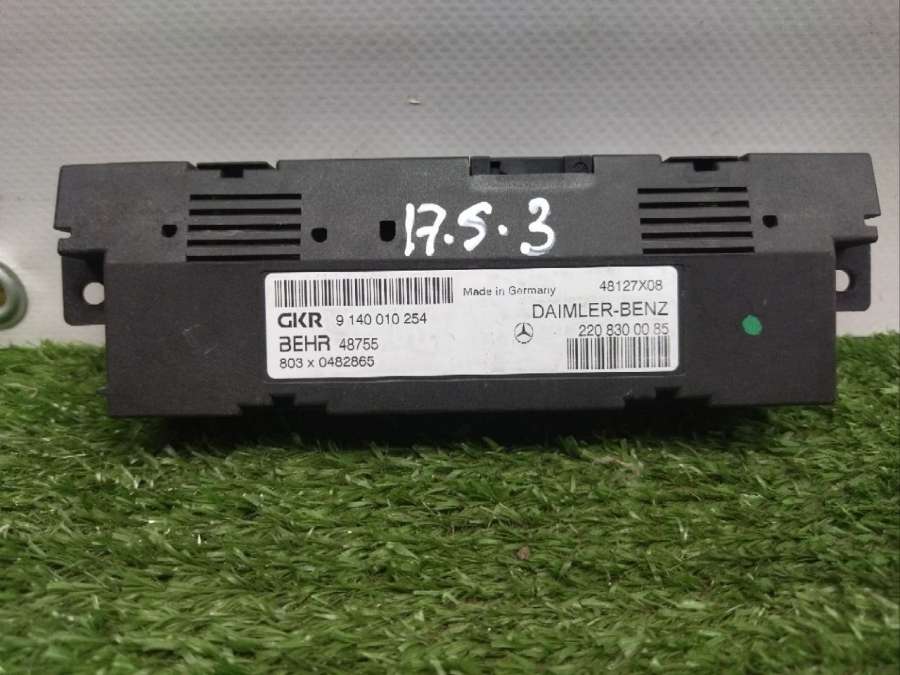 17.5.3
Made in Germany 48127X08
GKR 9 140 010 254
DAIMLER-BENZ
220 830 00 85
BEHR 48755
803 x 0482865